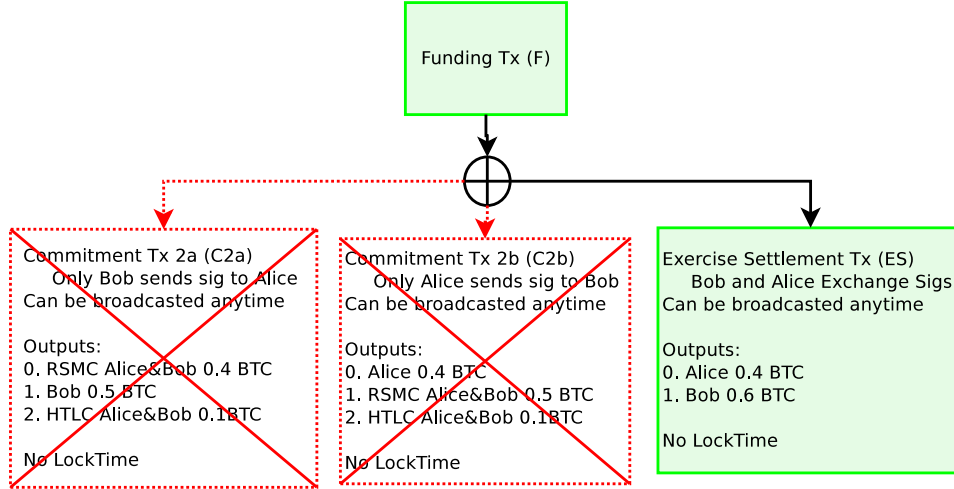 Funding Tx (F)
Commitment Tx 2a (C2a)
Only Bob sends sig to Alice
Can be broadcasted anytime
Outputs:
0. RSMC Alice&Bob 0.4 BTC
1. Bob 0.5 BTC
2. HTLC Alice&Bob 0.1BTC
No LockTime
Commitment Tx 2b (C2b)
Only Alice sends sig to Bob
Can be broadcasted anytime
Outputs:
0. Alice 0.4 BTC
1. RSMC Alice&Bob 0.5 BTC
2. HTLC Alice&Bob 0.1BTC
No LockTime
Exercise Settlement Tx (ES)
Bob and Alice Exchange Sigs
Can be broadcasted anytime
Outputs:
0. Alice 0.4 BTC
1. Bob 0.6 BTC
No LockTime